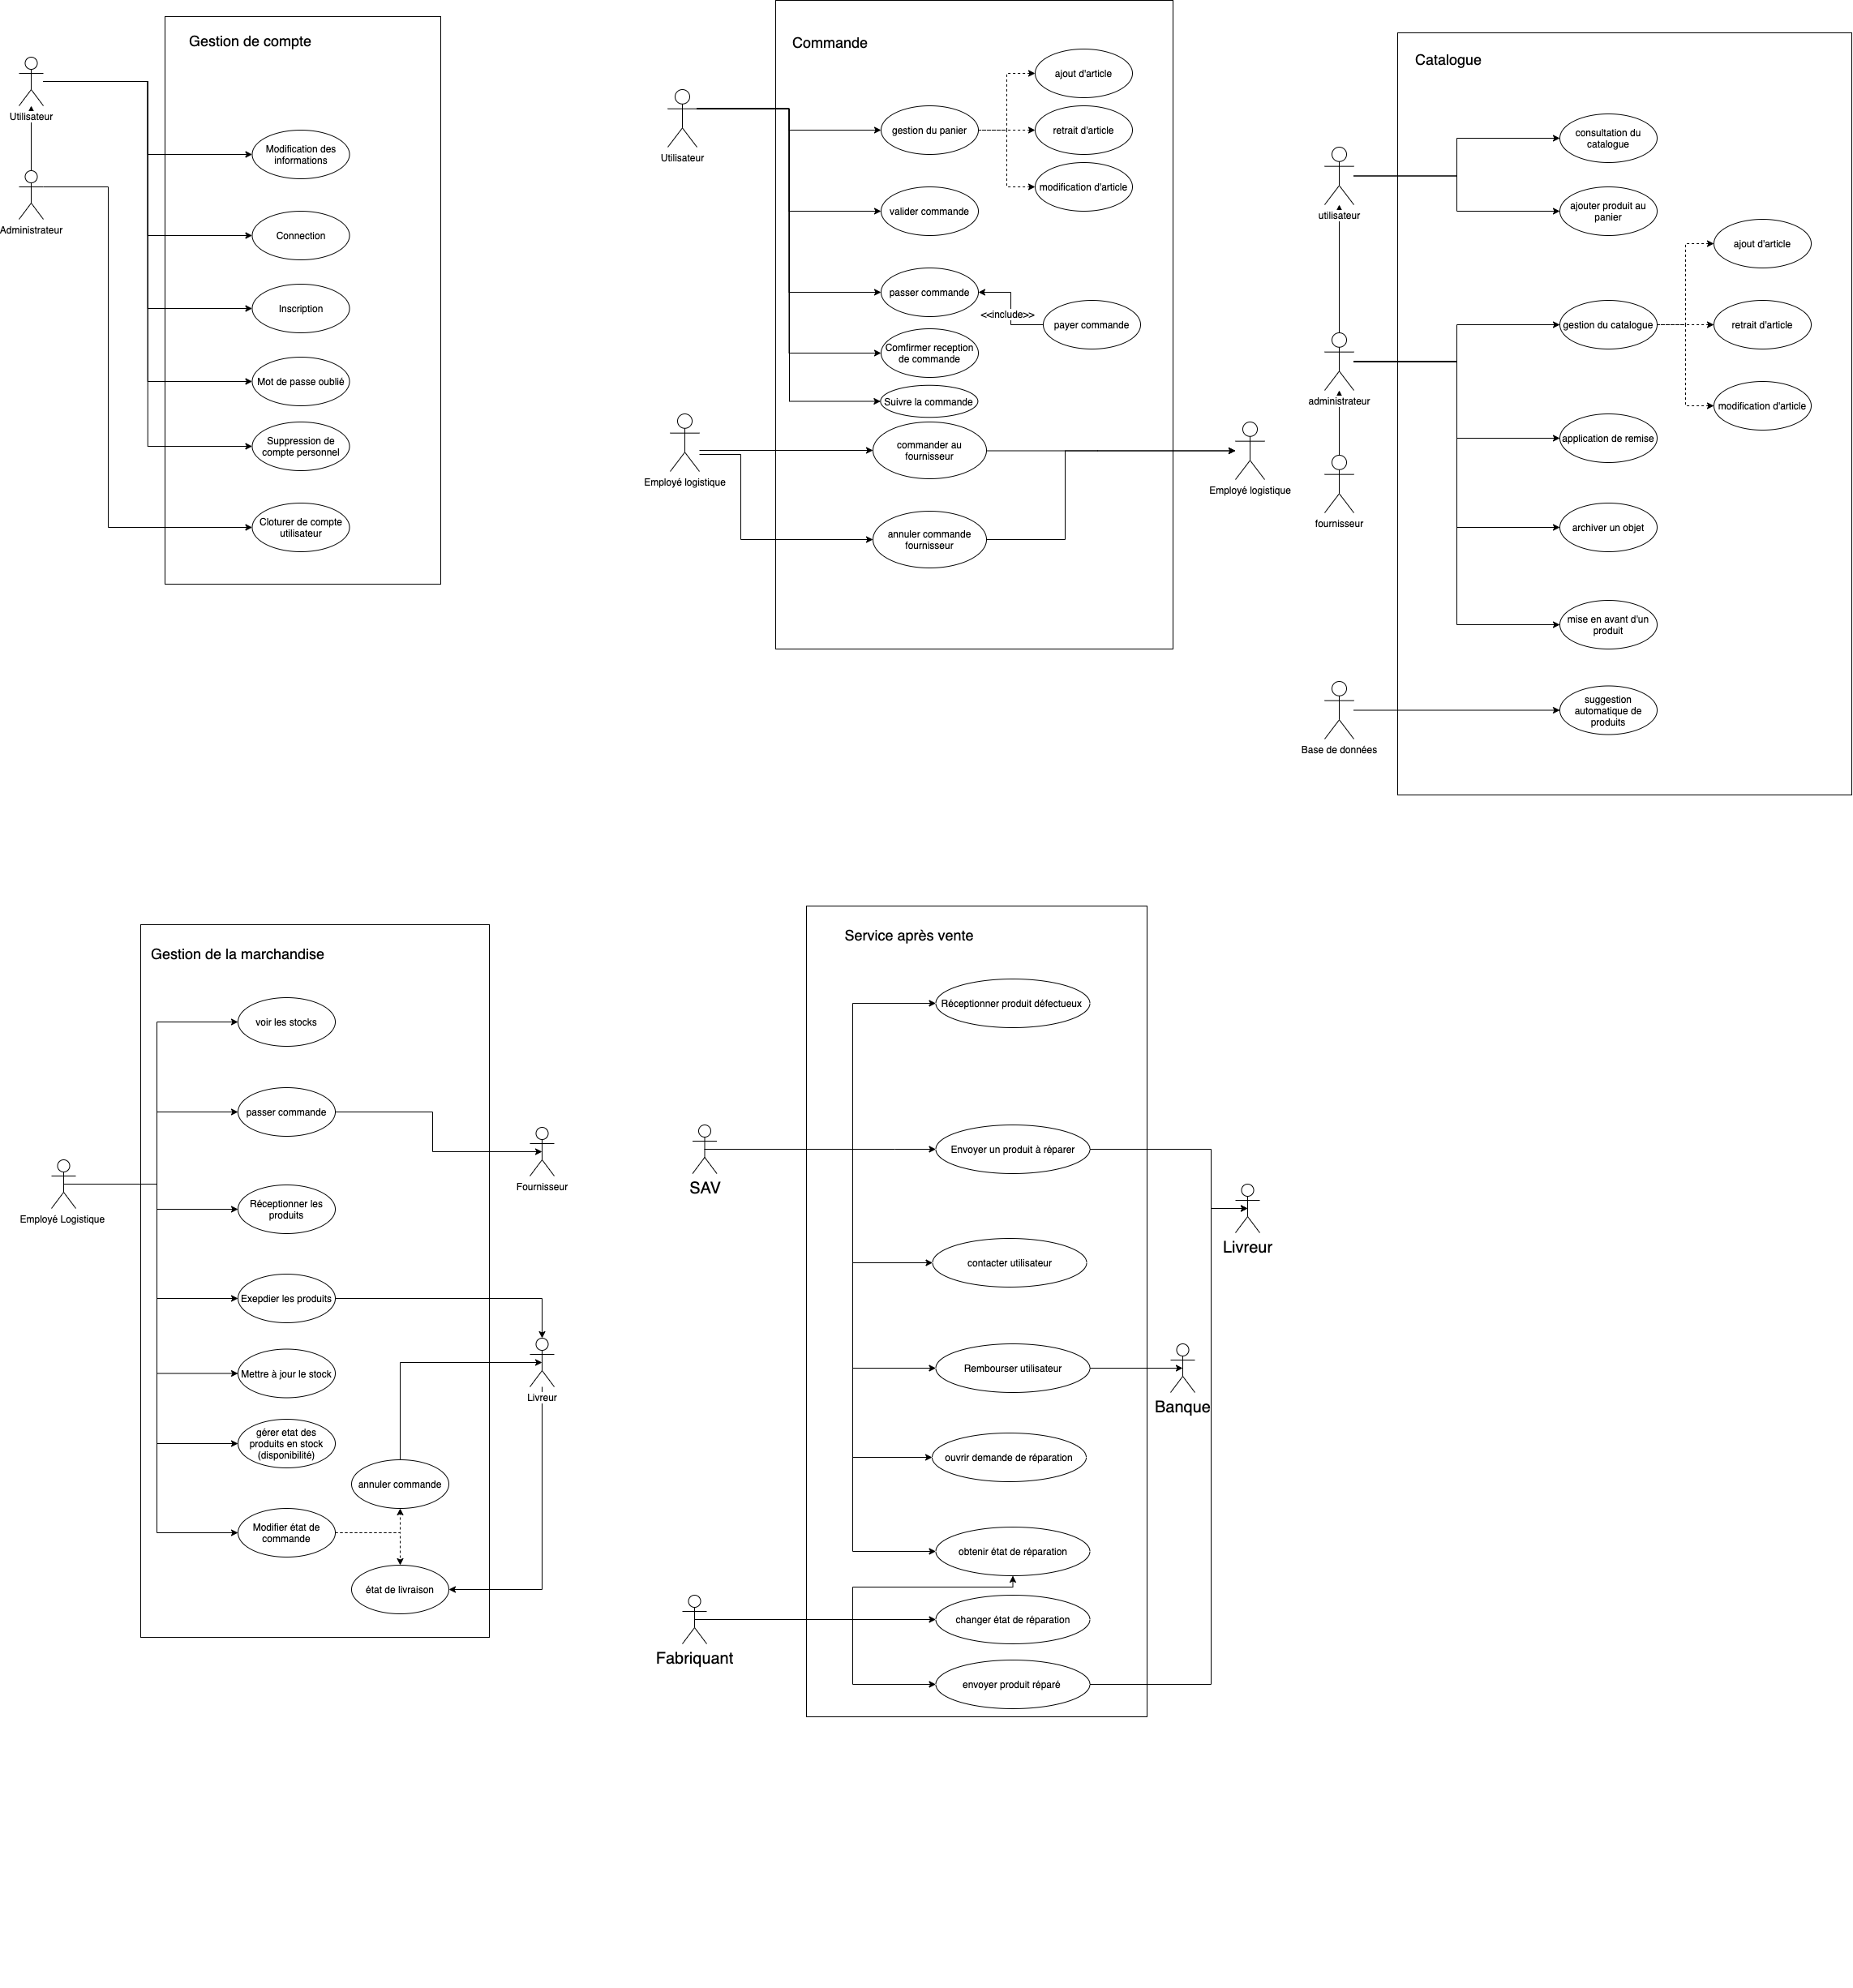 Gestion de compte
Utilisateur
Administrateur
Modification des
informations
Connection
Inscription
Mot de passe oublié
Suppression de
compte personnel
Cloturer de compte
utilisateur
Commande
Utilisateur
gestion du panier
ajout d'article
retrait d'article
modification d'article
valider commande
passer commande
<<include>>
payer commande
Comfirmer reception
de commande
Suivre la commande
Employé logistique
commander au
fournisseur
annuler commande
fournisseur
Employé logistique
Catalogue
utilisateur
consultation du
catalogue
ajouter produit au
panier
ajout d'article
gestion du catalogue
retrait d'article
modification d'article
administrateur
application de remise
fournisseur
archiver un objet
mise en avant d'un
produit
Base de données
suggestion
automatique de
produits
Gestion de la marchandise
voir les stocks
passer commande
Fournisseur
Employé Logistique
Réceptionner les
produits
Exepdier les produits
Mettre à jour le stock
Livreur
gérer etat des
produits en stock
(disponibilité)
annuler commande
Modifier état de
commande
état de livraison
Service après vente
Réceptionner produit défectueux
SAV
Envoyer un produit à réparer
Livreur
contacter utilisateur
Rembourser utilisateur
Banque
ouvrir demande de réparation
obtenir état de réparation
Fabriquant
changer état de réparation
envoyer produit réparé